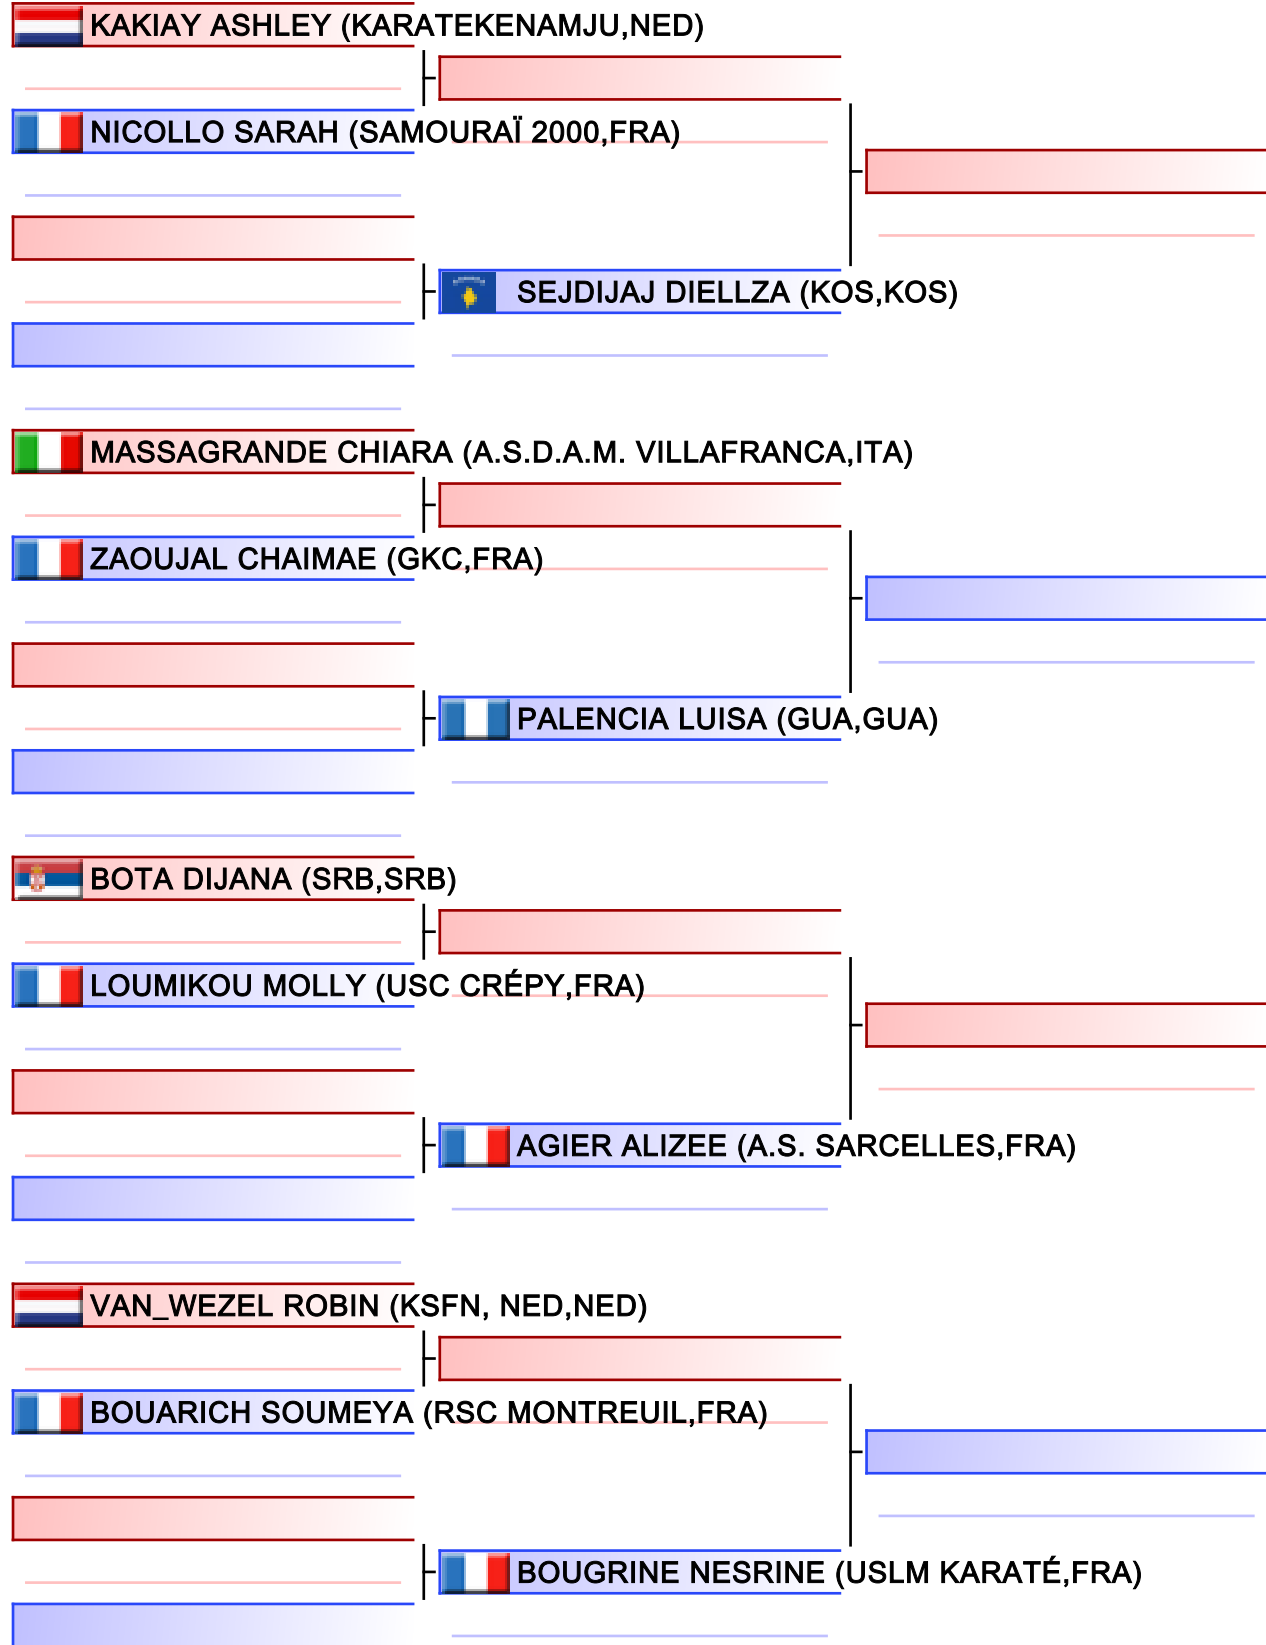 KAKIAY ASHLEY (KARATEKENAMJU,NED)
NICOLLO SARAH (SAMOURAÏ 2000,FRA)
SEJDIJAJ DIELLZA (KOS,KOS)
MASSAGRANDE CHIARA (A.S.D.A.M. VILLAFRANCA,ITA)
ZAOUJAL CHAIMAE (GKC,FRA)
PALENCIA LUISA (GUA,GUA)
BOTA DIJANA (SRB,SRB)
LOUMIKOU MOLLY (USC CRÉPY,FRA)
AGIER ALIZEE (A.S. SARCELLES,FRA)
VAN_WEZEL ROBIN (KSFN, NED,NED)
BOUARICH SOUMEYA (RSC MONTREUIL,FRA)
BOUGRINE NESRINE (USLM KARATÉ,FRA)